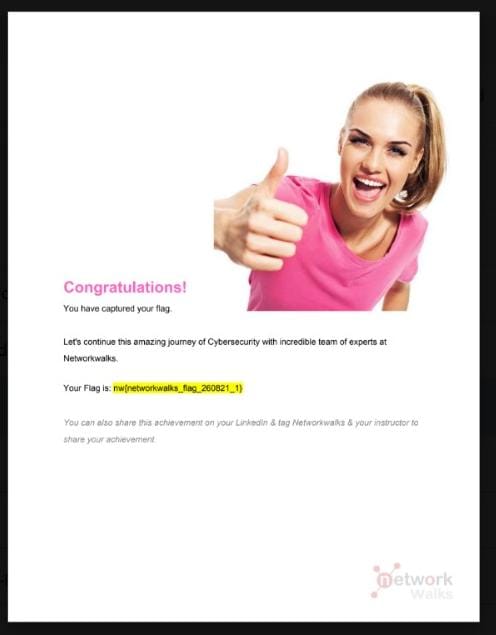 Congratulations!
You have captured your flag.
Let's continue this amazing journey of Cybersecurity with incredible team of experts at
Networkwalks.
Your Flag is: nw{networkwalks_flag_260821_1}
You can also share this achievement on your LinkedIn & tag Networkwalks & your instructor to
share your achievement
network
Walks